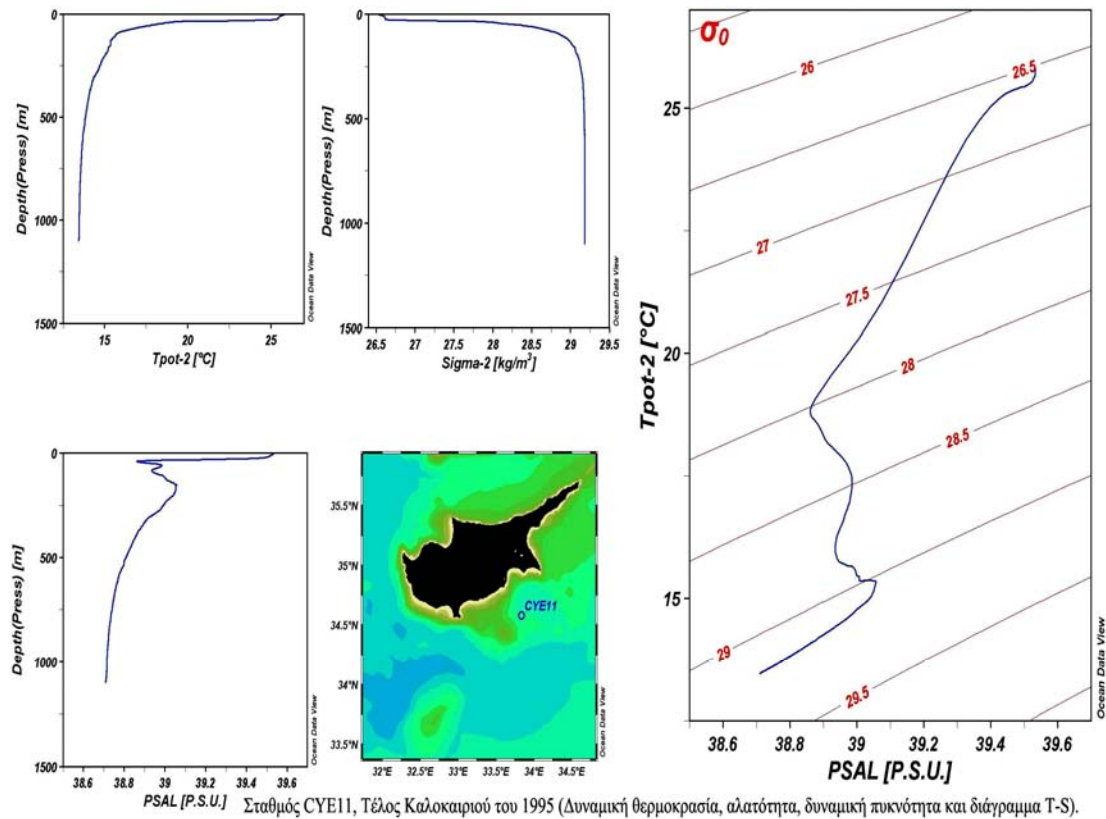 0
500
1000
1500
Depth(Press) [m]
15
20
25
Tpot-2 [°C]
Ocean Data View
0
500
1000
1500
Depth(Press) [m]
26.5
27
27.5
28
28.5
29
29.5
Sigma-2 [kg/m³]
Ocean Data View
σ₀
26
26.5
27
27.5
28
28.5
29
29.5
25
20
15
Tpot-2 [°C]
38.6
38.8
39
39.2
39.4
39.6
PSAL [P.S.U.]
Ocean Data View
0
500
1000
1500
Depth(Press) [m]
38.6
38.8
39
39.2
39.4
39.6
PSAL [P.S.U.]
Ocean Data View
35.5°N
35°N
34.5°N
34°N
33.5°N
CYE11
32°E
32.5°E
33°E
33.5°E
34°E
34.5°E
Ocean Data View
Σταθμός CYE11, Τέλος Καλοκαιριού του 1995 (Δυναμική θερμοκρασία, αλατότητα, δυναμική πυκνότητα και διάγραμμα T-S).